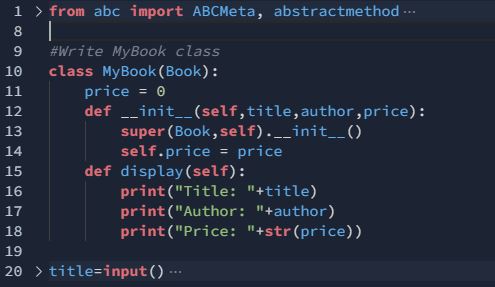 1 > from abc import ABCMeta, abstractmethod ...
8
9 #Write MyBook class
10 class MyBook(Book):
11     price = 0
12     def __init__(self,title,author,price):
13         super(Book,self).__init__()
14         self.price = price
15     def display(self):
16         print("Title: "+title)
17         print("Author: "+author)
18         print("Price: "+str(price))
19
20 > title=input() ...